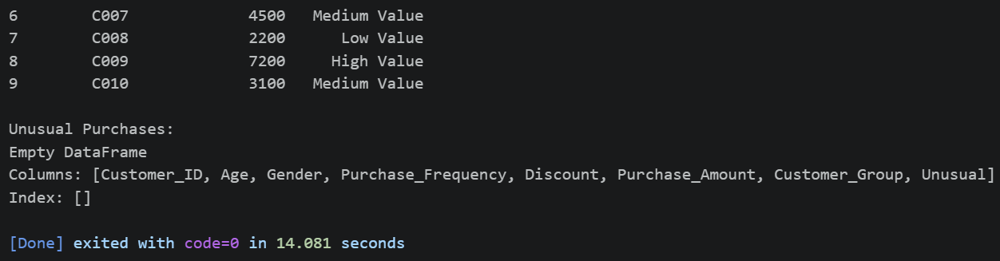 6        C007             4500   Medium Value
7        C008             2200      Low Value
8        C009             7200     High Value
9        C010             3100   Medium Value
Unusual Purchases:
Empty DataFrame
Columns: [Customer_ID, Age, Gender, Purchase_Frequency, Discount, Purchase_Amount, Customer_Group, Unusual]
Index: []
[Done] exited with code=0 in 14.081 seconds